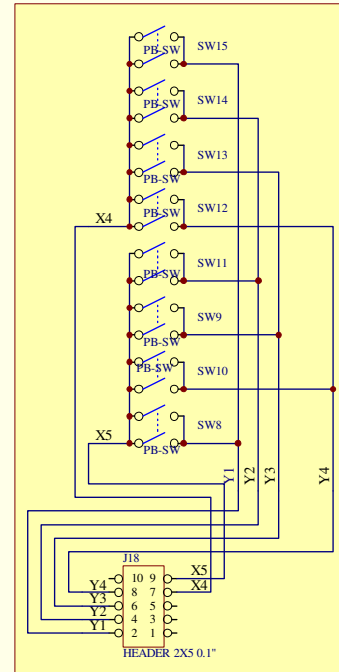 SW15
PB-SW
SW14
PB-SW
SW13
PB-SW
X4 SW12
PB-SW
SW11
PB-SW
SW9
PB-SW
PB-SW SW10
SW8
X5
PB-SW
Y1 Y2 Y3 Y4
J18
10 9 X5
Y4 8 7 X4
Y3 6 5
Y2 4 3
Y1 2 1
HEADER 2X5 0.1"